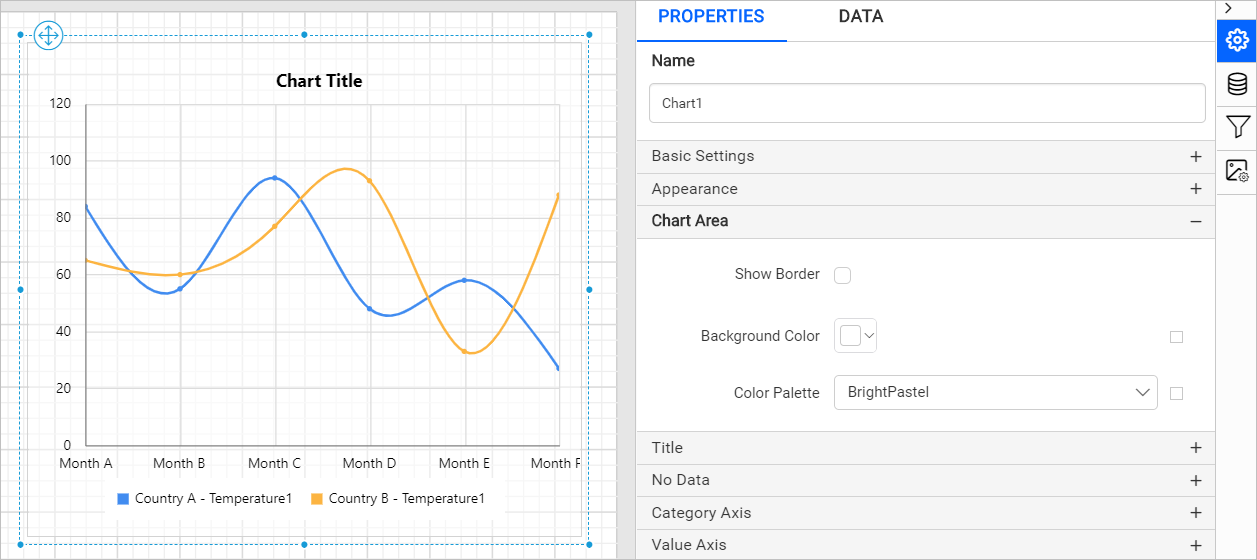 Chart Title
120
100
80
60
40
20
0
Month A Month B Month C Month D Month E Month F
Country A - Temperature1 Country B - Temperature1
PROPERTIES DATA
Name
Chart1
Basic Settings
Appearance
Chart Area
Show Border
Background Color
Color Palette BrightPastel
Title
No Data
Category Axis
Value Axis